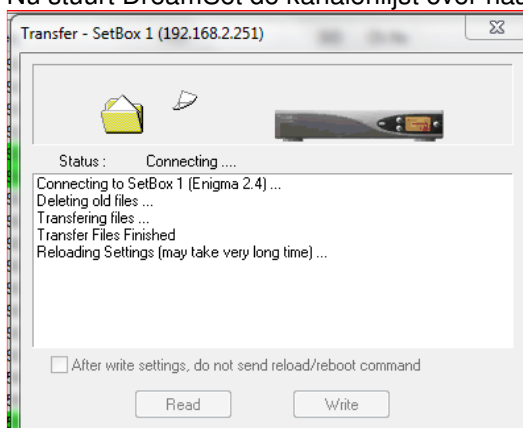 Nu stuurt DreamSet de kanalenlijst over naa
Transfer - SetBox 1 (192.168.2.251)
Status : Connecting ....
Connecting to SetBox 1 (Enigma 2.4) ...
Deleting old files ...
Transfering files ...
Transfer Files Finished
Reloading Settings (may take very long time) ...
After write settings, do not send reload/reboot command
Read Write